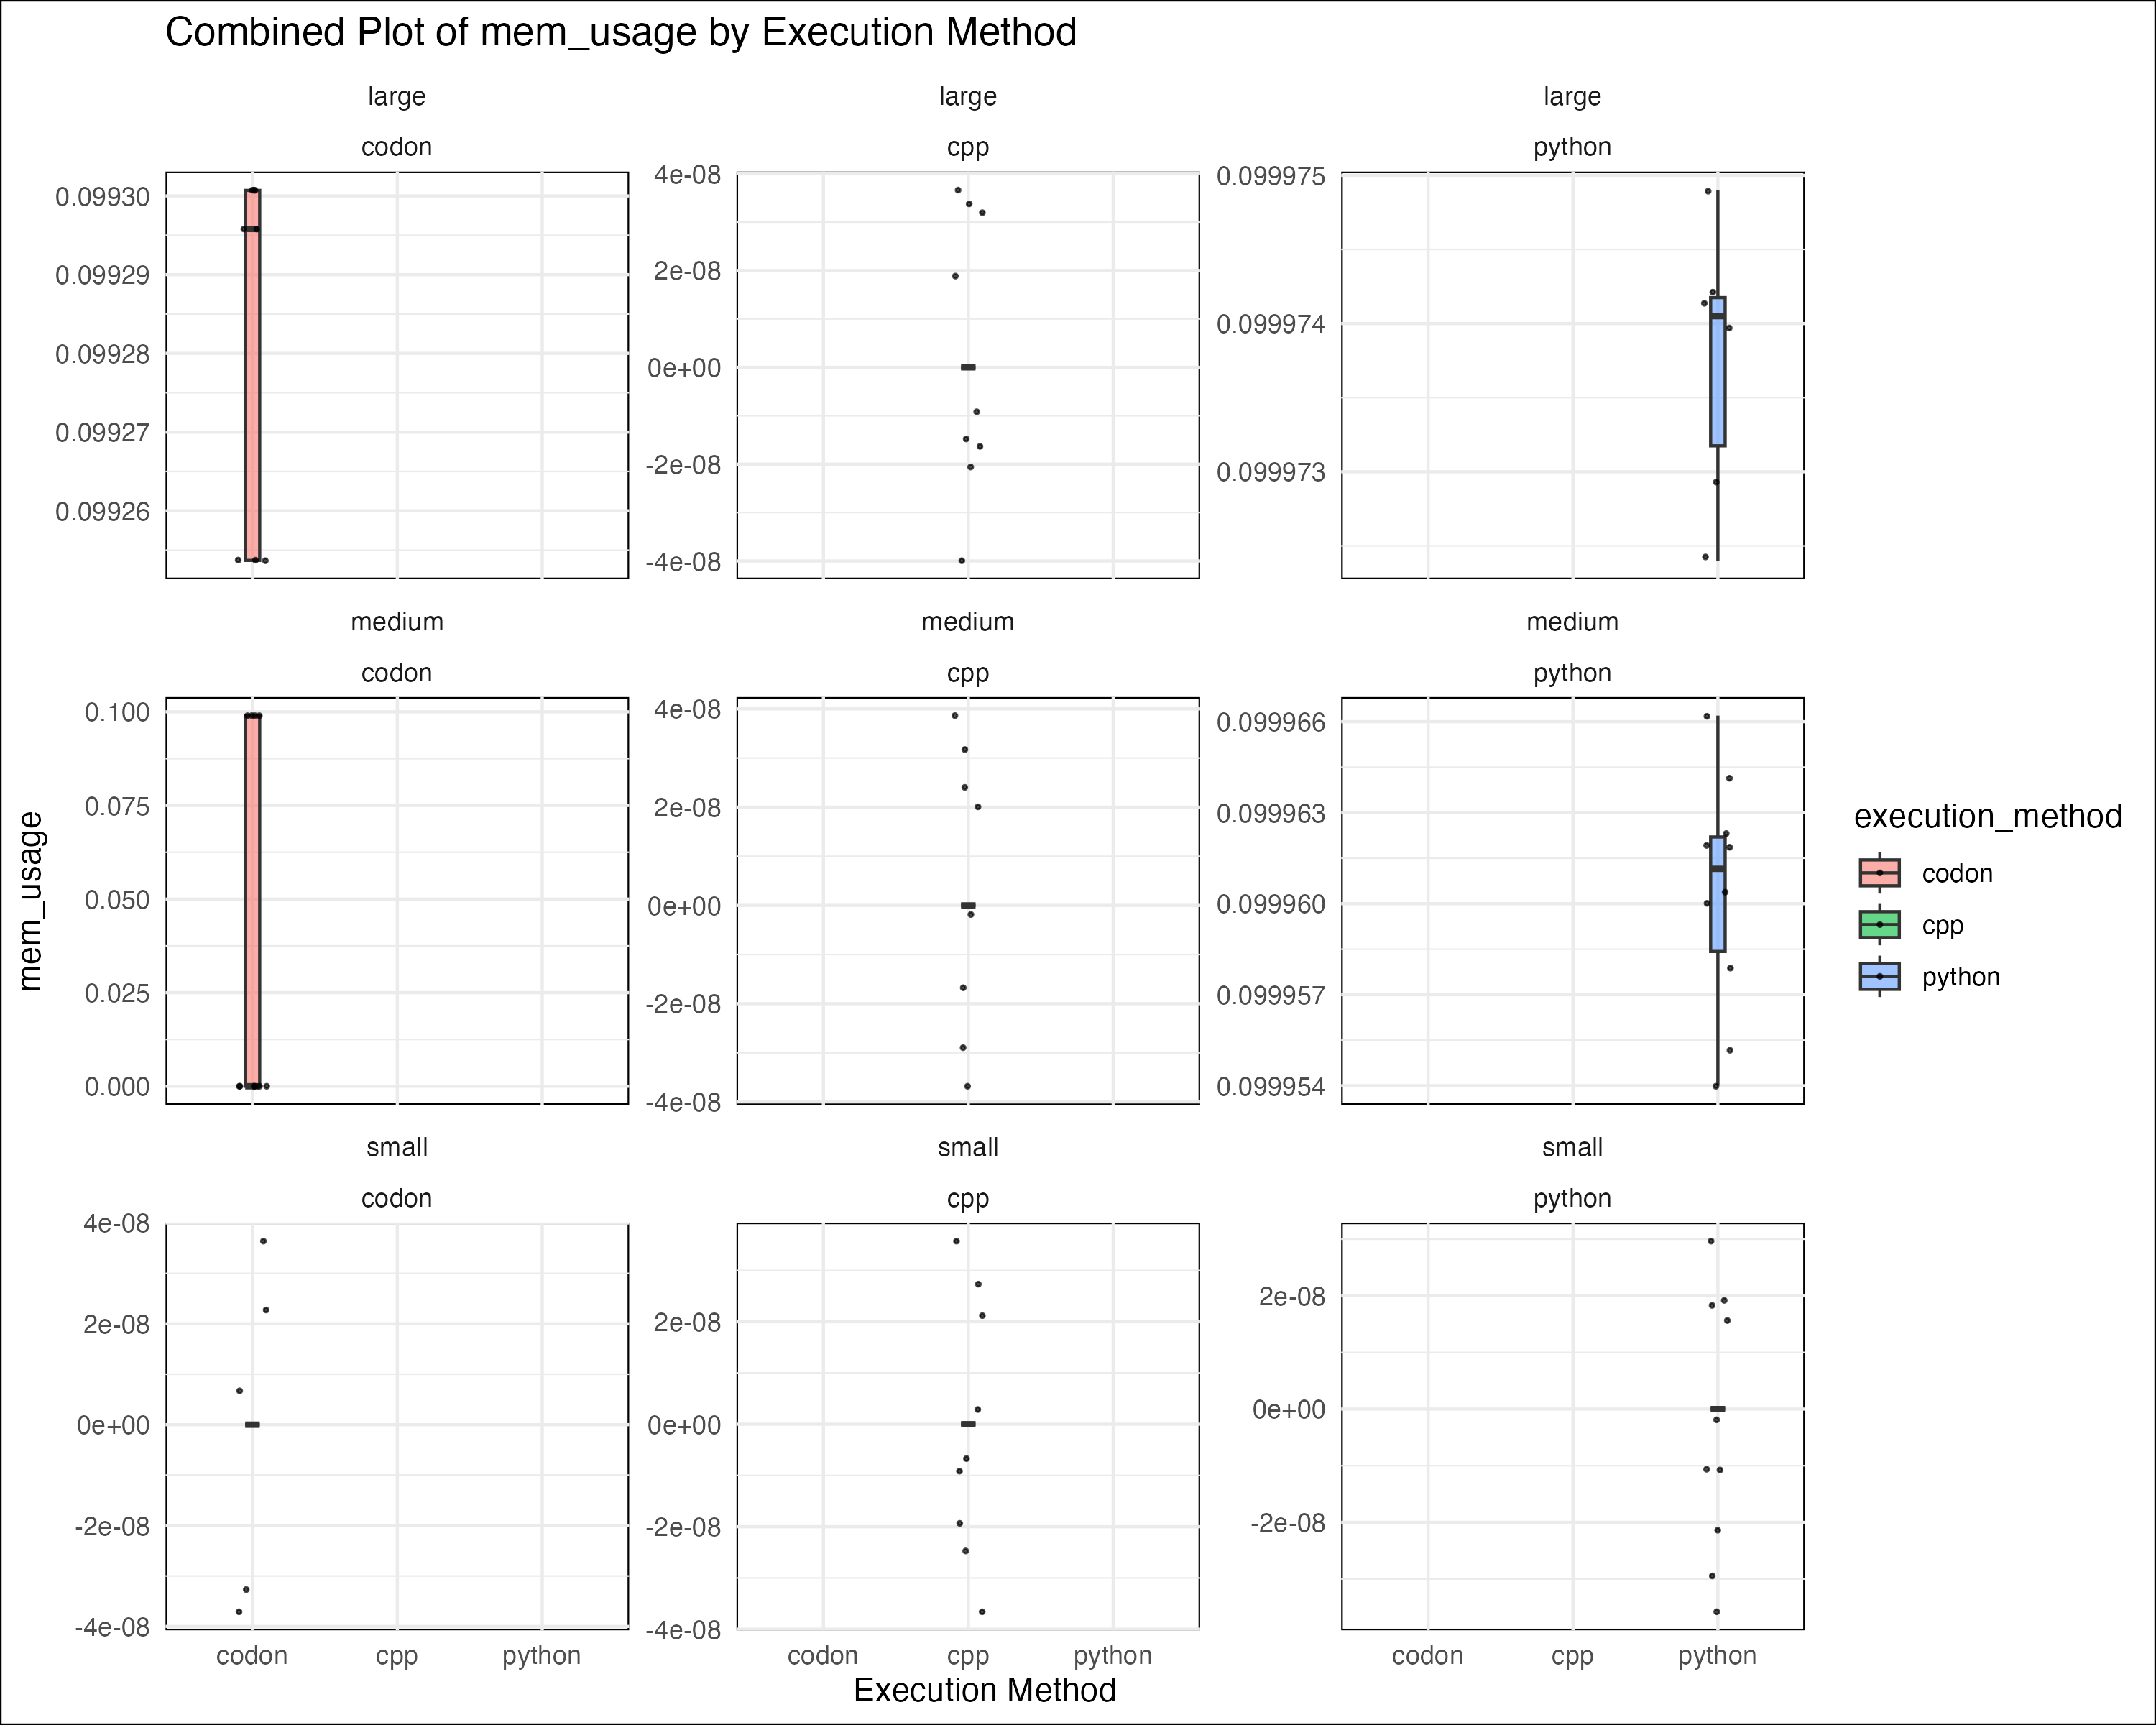 Combined Plot of mem_usage by Execution Method
large
large
large
codon
cpp
python
0.09930
0.09929
0.09928
0.09927
0.09926
4e-08
2e-08
0e+00
-2e-08
-4e-08
0.099975
0.099974
0.099973
medium
medium
medium
codon
cpp
python
0.100
0.075
0.050
0.025
0.000
4e-08
2e-08
0e+00
-2e-08
-4e-08
0.099966
0.099963
0.099960
0.099957
0.099954
small
small
small
codon
cpp
python
4e-08
2e-08
0e+00
-2e-08
-4e-08
2e-08
0e+00
-2e-08
-4e-08
2e-08
0e+00
-2e-08
codon cpp python
codon cpp python
codon cpp python
Execution Method
mem_usage
execution_method
codon
cpp
python